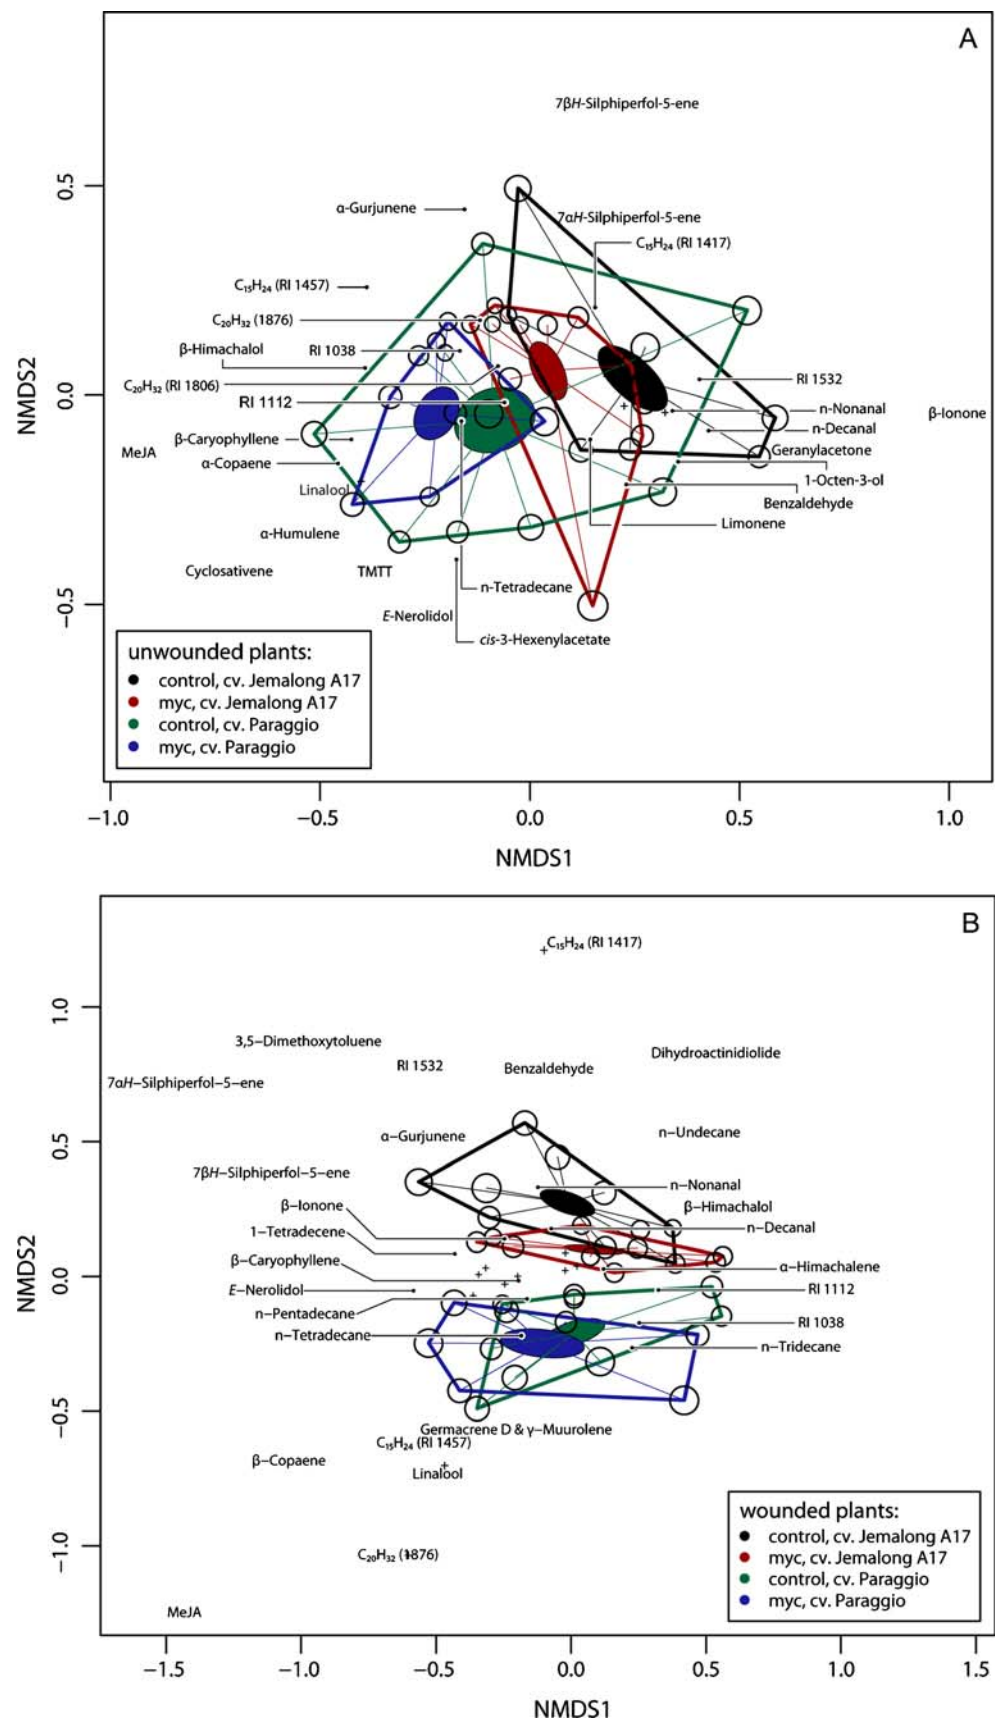 A
7βH-Silphiperfol-5-ene
α-Gurjunene
7αH-Silphiperfol-5-ene
C₁₅H₂₄ (RI 1417)
C₁₅H₂₄ (RI 1457)
C₂₀H₃₂ (1876)
β-Himachalol
RI 1038
C₂₀H₃₂ (RI 1806)
RI 1532
RI 1112
n-Nonanal
β-Ionone
n-Decanal
β-Caryophyllene
MeJA
Geranylacetone
α-Copaene
1-Octen-3-ol
Linalool
Benzaldehyde
Limonene
α-Humulene
Cyclosativene
TMTT
n-Tetradecane
E-Nerolidol
cis-3-Hexenylacetate
unwounded plants:
control, cv. Jemalong A17
myc, cv. Jemalong A17
control, cv. Paraggio
myc, cv. Paraggio
NMDS2
0.5
0.0
−0.5
−1.0
−0.5
0.0
0.5
1.0
NMDS1
B
C₁₅H₂₄ (RI 1417)
3,5−Dimethoxytoluene
Dihydroactinidiolide
RI 1532
Benzaldehyde
7αH−Silphiperfol−5−ene
α−Gurjunene
n−Undecane
7βH−Silphiperfol−5−ene
n−Nonanal
β−Ionone
β−Himachalol
n−Decanal
1−Tetradecene
β−Caryophyllene
α−Himachalene
E−Nerolidol
RI 1112
n−Pentadecane
RI 1038
n−Tetradecane
n−Tridecane
Germacrene D & γ−Muurolene
C₁₅H₂₄ (RI 1457)
β−Copaene
Linalool
C₂₀H₃₂ (1876)
MeJA
wounded plants:
control, cv. Jemalong A17
myc, cv. Jemalong A17
control, cv. Paraggio
myc, cv. Paraggio
NMDS2
1.0
0.5
0.0
−0.5
−1.0
−1.5
−1.0
−0.5
0.0
0.5
1.0
1.5
NMDS1